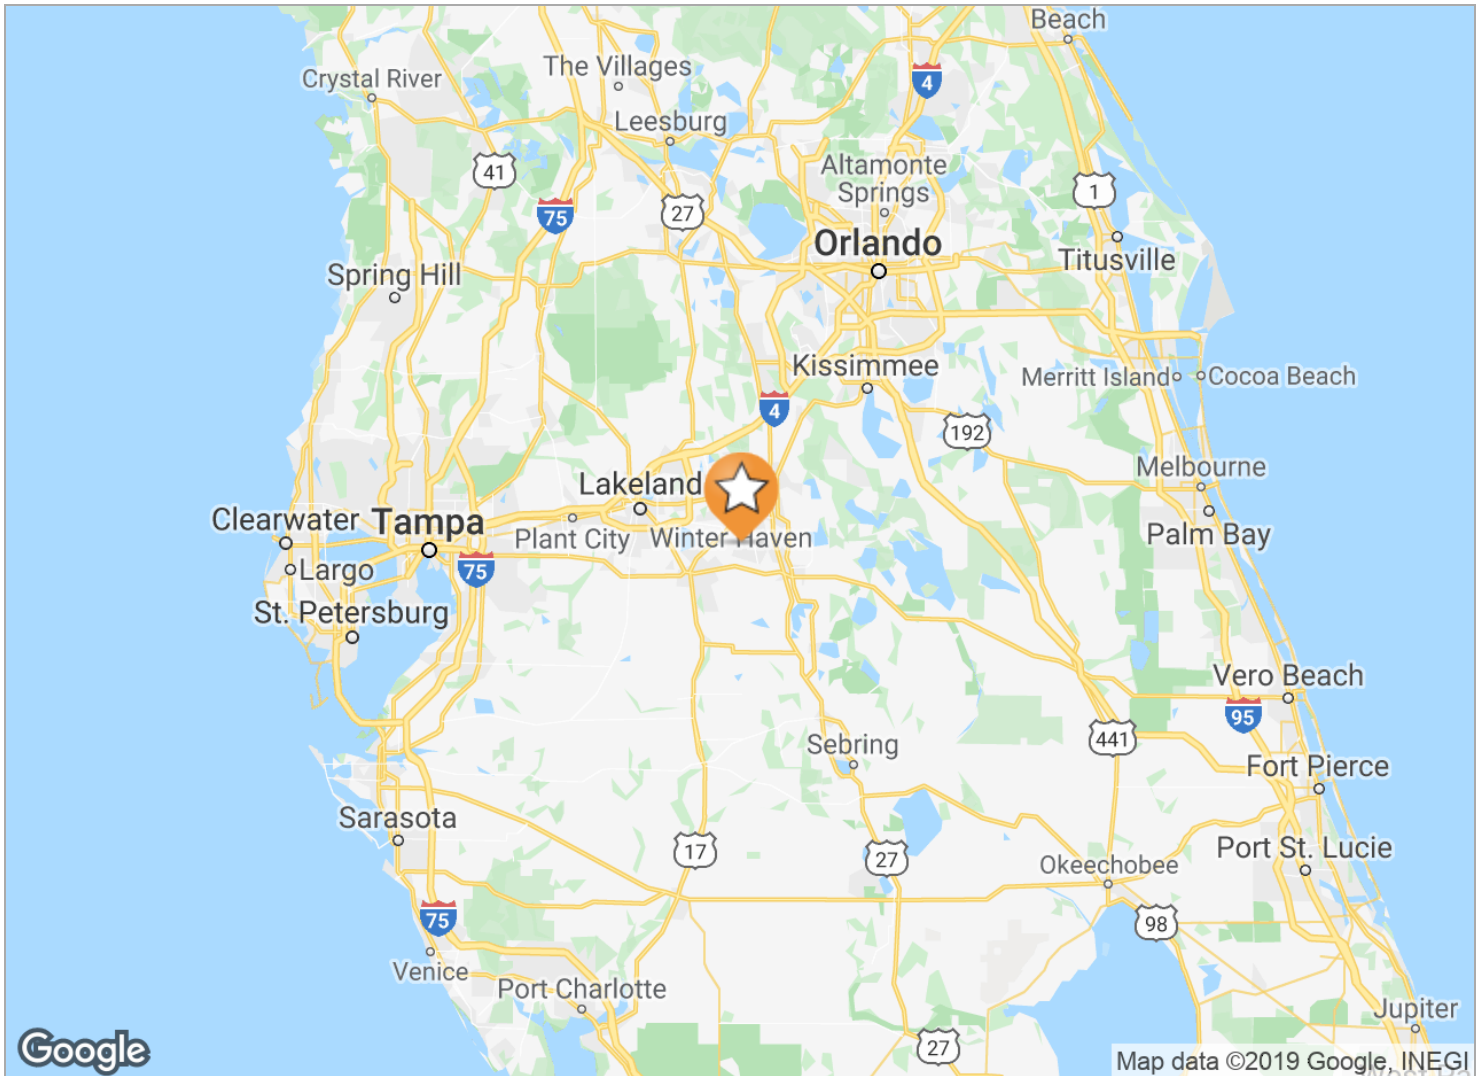 Beach
The Villages
Crystal River
4
Leesburg
Altamonte
Springs
41
1
75
27
Orlando
Titusville
Spring Hill
Kissimmee
Merritt Island
Cocoa Beach
4
192
Melbourne
Lakeland
Clearwater
Tampa
Plant City
Winter Haven
Palm Bay
Largo
75
St. Petersburg
Vero Beach
95
441
Sebring
Fort Pierce
Sarasota
17
27
Port St. Lucie
Okeechobee
75
98
Venice
Port Charlotte
Jupiter
27
Google
Map data ©2019 Google, INEGI